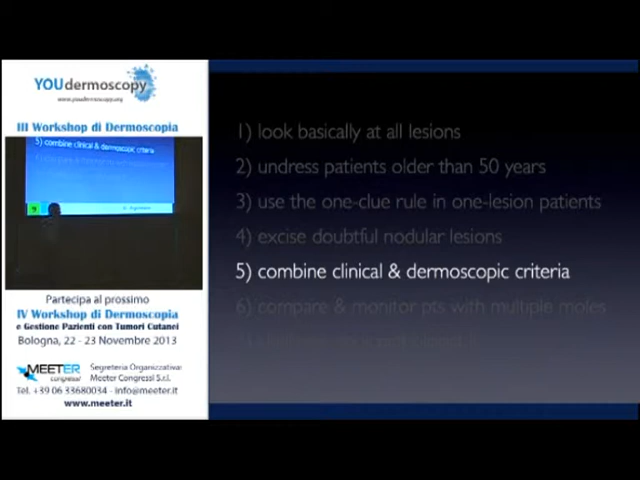 YOUdermoscopy
www.youdermoscopy.org
III Workshop di Dermoscopia
5) combine clinical & dermoscopic criteria
Partecipa al prossimo
IV Workshop di Dermoscopia
e Gestione Pazienti con Tumori Cutanei
Bologna, 22 - 23 Novembre 2013
MEETER
congressi
Segreteria Organizzativa:
Meeter Congressi S.r.l.
Tel. +39 06 33680034 - info@meeter.it
www.meeter.it
1) look basically at all lesions
2) undress patients older than 50 years
3) use the one-clue rule in one-lesion patients
4) excise doubtful nodular lesions
5) combine clinical & dermoscopic criteria
6) compare & monitor pts with multiple moles